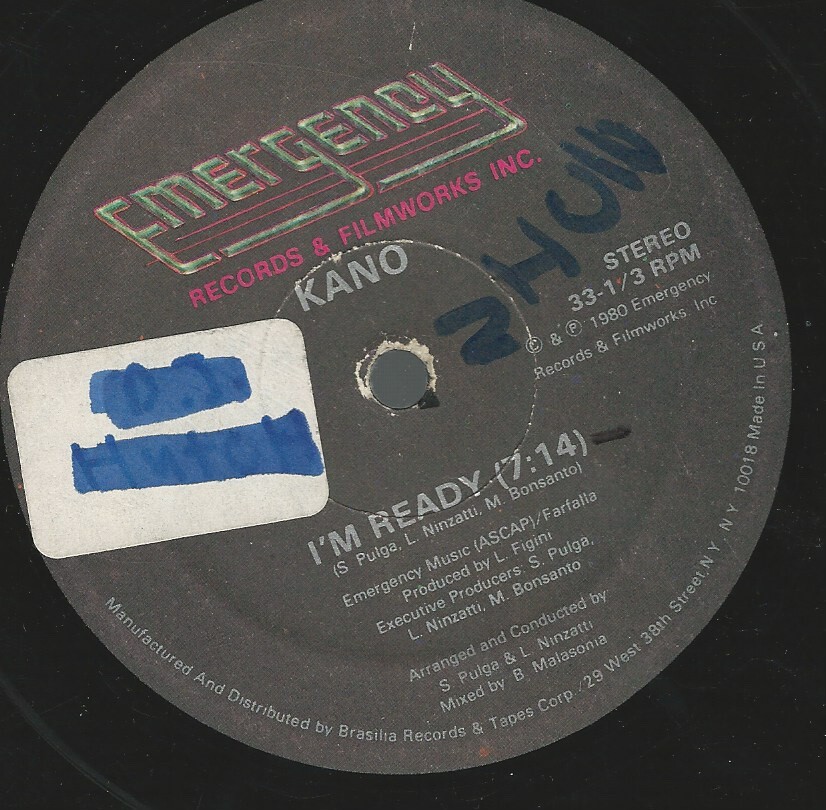 Emergency
RECORDS & FILMWORKS INC.
KANO
STEREO
33-1/3 RPM
© & ℗ 1980 Emergency
Records & Filmworks Inc
D.J.
I'M READY (7:14)
(S Pulga, L. Ninzatti, M. Bonsanto)
Emergency Music (ASCAP)/Farfalla
Produced by L. Figini
Executive Producers. S. Pulga,
L. Ninzatti, M. Bonsanto
Arranged and Conducted by
S Pulga & L. Ninzatti
Mixed by B Malasonia
Manufactured And Distributed by Brasilia Records & Tapes Corp./29 West 38th Street,N.Y., N.Y. 10018 Made In U S A